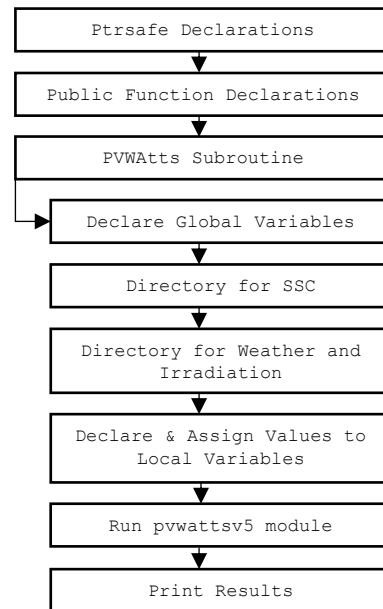 Ptrsafe Declarations
Public Function Declarations
PVWAtts Subroutine
Declare Global Variables
Directory for SSC
Directory for Weather and
Irradiation
Declare & Assign Values to
Local Variables
Run pvwattsv5 module
Print Results